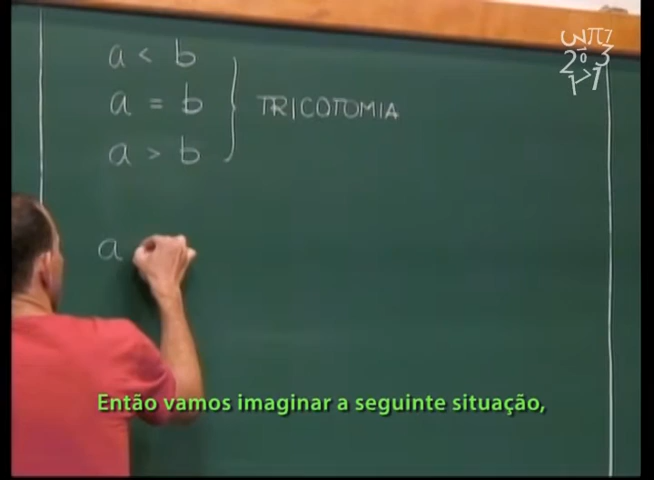 a < b
a = b
a > b
TRICOTOMIA
a
Então vamos imaginar a seguinte situação,